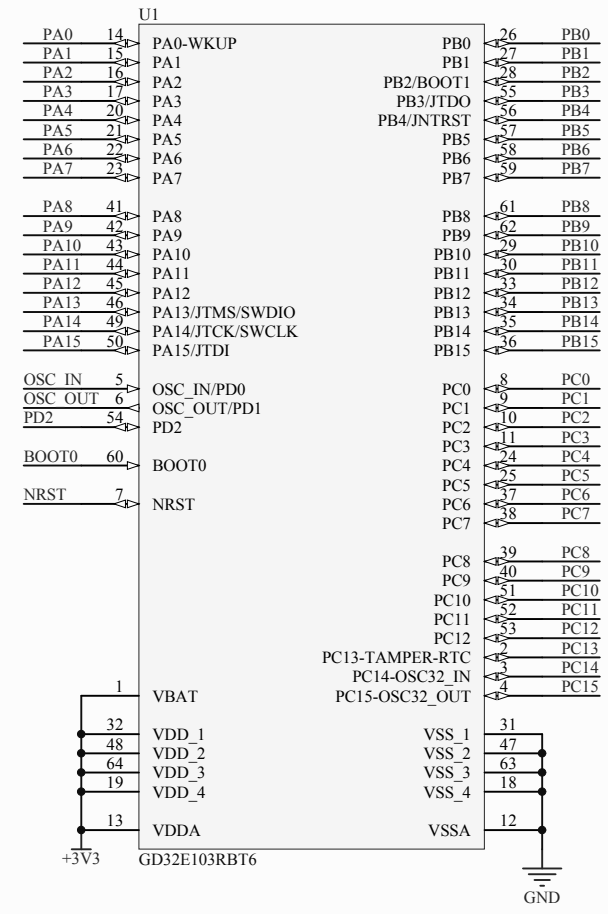 U1
PA0 14 PA0-WKUP PB0 26 PB0
PA1 15 PA1 PB1 27 PB1
PA2 16 PA2 PB2/BOOT1 28 PB2
PA3 17 PA3 PB3/JTDO 55 PB3
PA4 20 PA4 PB4/JNTRST 56 PB4
PA5 21 PA5 PB5 57 PB5
PA6 22 PA6 PB6 58 PB6
PA7 23 PA7 PB7 59 PB7
PA8 41 PA8 PB8 61 PB8
PA9 42 PA9 PB9 62 PB9
PA10 43 PA10 PB10 29 PB10
PA11 44 PA11 PB11 30 PB11
PA12 45 PA12 PB12 33 PB12
PA13 46 PA13/JTMS/SWDIO PB13 34 PB13
PA14 49 PA14/JTCK/SWCLK PB14 35 PB14
PA15 50 PA15/JTDI PB15 36 PB15
OSC_IN 5 OSC_IN/PD0 PC0 8 PC0
OSC_OUT 6 OSC_OUT/PD1 PC1 9 PC1
PD2 54 PD2 PC2 10 PC2
PC3 11 PC3
BOOT0 60 BOOT0 PC4 24 PC4
PC5 25 PC5
NRST 7 NRST PC6 37 PC6
PC7 38 PC7
PC8 39 PC8
PC9 40 PC9
PC10 51 PC10
PC11 52 PC11
PC12 53 PC12
PC13-TAMPER-RTC 2 PC13
PC14-OSC32_IN 3 PC14
1 VBAT PC15-OSC32_OUT 4 PC15
32 VDD_1 VSS_1 31
48 VDD_2 VSS_2 47
64 VDD_3 VSS_3 63
19 VDD_4 VSS_4 18
13 VDDA VSSA 12
+3V3 GD32E103RBT6
GND